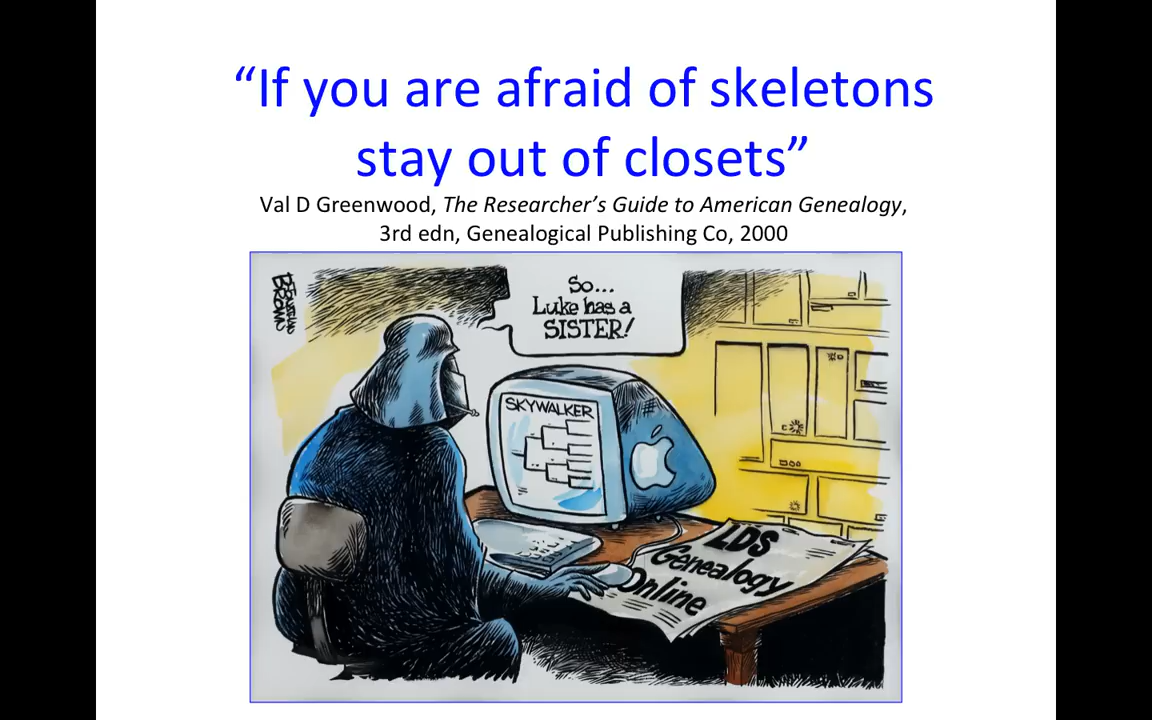 “If you are afraid of skeletons
stay out of closets”
Val D Greenwood, The Researcher’s Guide to American Genealogy,
3rd edn, Genealogical Publishing Co, 2000
So...
Luke has a
SISTER!
SKYWALKER
LDS
Genealogy
Online